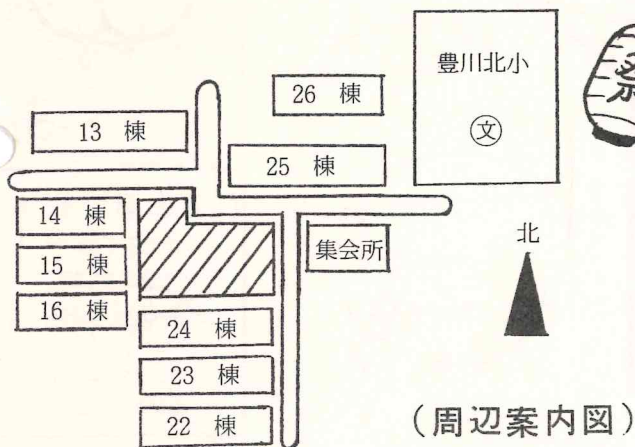 豊川北小
文
祭
26 棟
13 棟
25 棟
14 棟
15 棟
16 棟
集会所
北
24 棟
23 棟
22 棟
(周辺案内図)